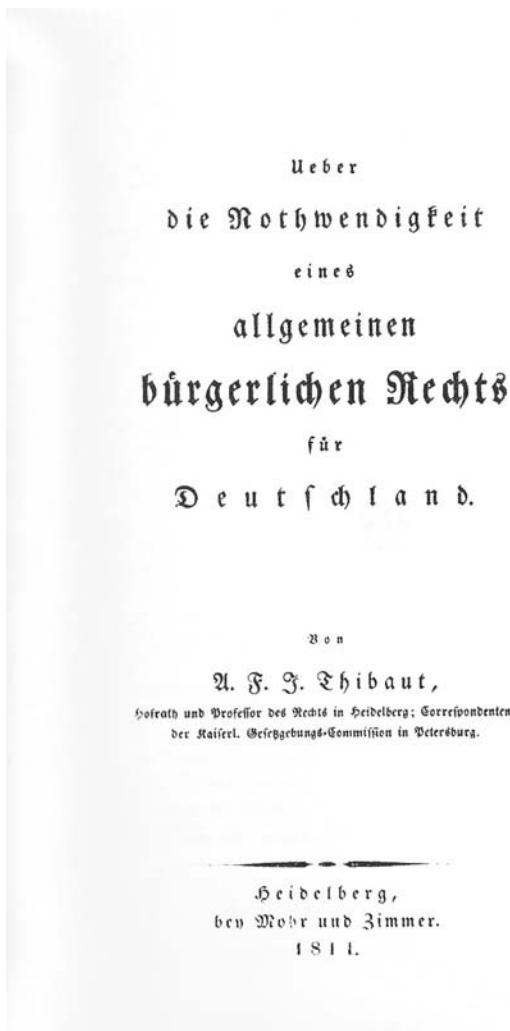 Ueber
die Nothwendigkeit
eines
allgemeinen
bürgerlichen Rechts
für
Deutschland.
Von
A. F. J. Thibaut,
Hofrath und Professor des Rechts in Heidelberg; Correspondenten
der Kaiserl. Gesetzgebungs-Commission in Petersburg.
Heidelberg,
bey Mohr und Zimmer.
1814.